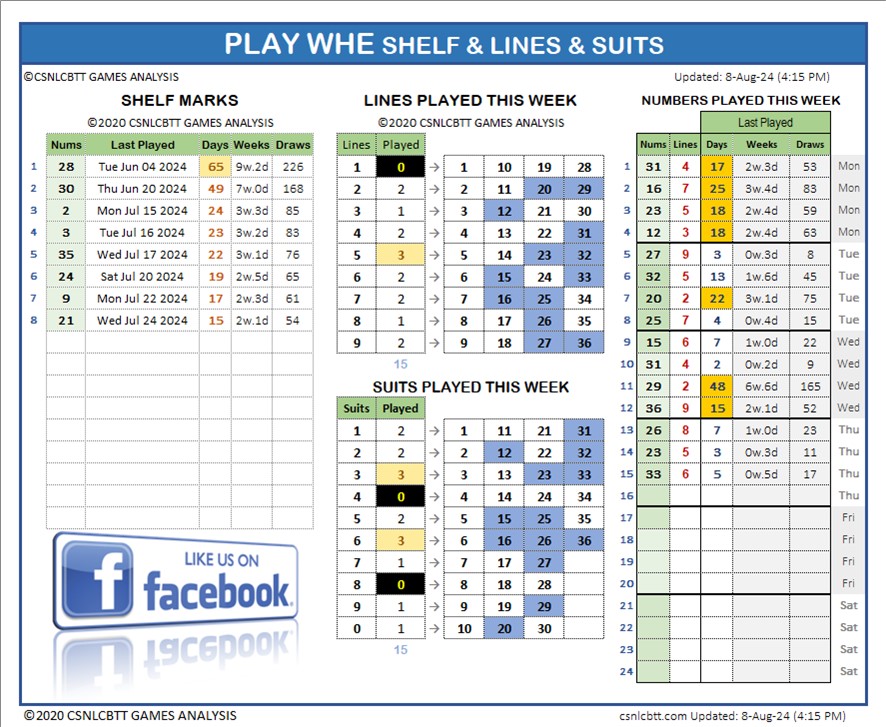 PLAY WHE SHELF & LINES & SUITS
©CSNLCBTT GAMES ANALYSIS
Updated: 8-Aug-24 (4:15 PM)
SHELF MARKS
©2020 CSNLCBTT GAMES ANALYSIS
Nums Last Played Days Weeks Draws
1 28 Tue Jun 04 2024 65 9w.2d 226
2 30 Thu Jun 20 2024 49 7w.0d 168
3 2 Mon Jul 15 2024 24 3w.3d 85
4 3 Tue Jul 16 2024 23 3w.2d 83
5 35 Wed Jul 17 2024 22 3w.1d 76
6 24 Sat Jul 20 2024 19 2w.5d 65
7 9 Mon Jul 22 2024 17 2w.3d 61
8 21 Wed Jul 24 2024 15 2w.1d 54
LIKE US ON
facebook.
LINES PLAYED THIS WEEK
©2020 CSNLCBTT GAMES ANALYSIS
Lines Played
1 0 → 1 10 19 28
2 2 → 2 11 20 29
3 1 → 3 12 21 30
4 2 → 4 13 22 31
5 3 → 5 14 23 32
6 2 → 6 15 24 33
7 2 → 7 16 25 34
8 1 → 8 17 26 35
9 2 → 9 18 27 36
15
SUITS PLAYED THIS WEEK
Suits Played
1 2 → 1 11 21 31
2 2 → 2 12 22 32
3 3 → 3 13 23 33
4 0 → 4 14 24 34
5 2 → 5 15 25 35
6 3 → 6 16 26 36
7 1 → 7 17 27
8 0 → 8 18 28
9 1 → 9 19 29
0 1 → 10 20 30
15
NUMBERS PLAYED THIS WEEK
Last Played
Nums Lines Days Weeks Draws
1 31 4 17 2w.3d 53 Mon
2 16 7 25 3w.4d 83 Mon
3 23 5 18 2w.4d 59 Mon
4 12 3 18 2w.4d 63 Mon
5 27 9 3 0w.3d 8 Tue
6 32 5 13 1w.6d 45 Tue
7 20 2 22 3w.1d 75 Tue
8 25 7 4 0w.4d 15 Tue
9 15 6 7 1w.0d 22 Wed
10 31 4 2 0w.2d 9 Wed
11 29 2 48 6w.6d 165 Wed
12 36 9 15 2w.1d 52 Wed
13 26 8 7 1w.0d 23 Thu
14 23 5 3 0w.3d 11 Thu
15 33 6 5 0w.5d 17 Thu
16 Thu
17 Fri
18 Fri
19 Fri
20 Fri
21 Sat
22 Sat
23 Sat
24 Sat
©2020 CSNLCBTT GAMES ANALYSIS
csnlcbtt.com Updated: 8-Aug-24 (4:15 PM)